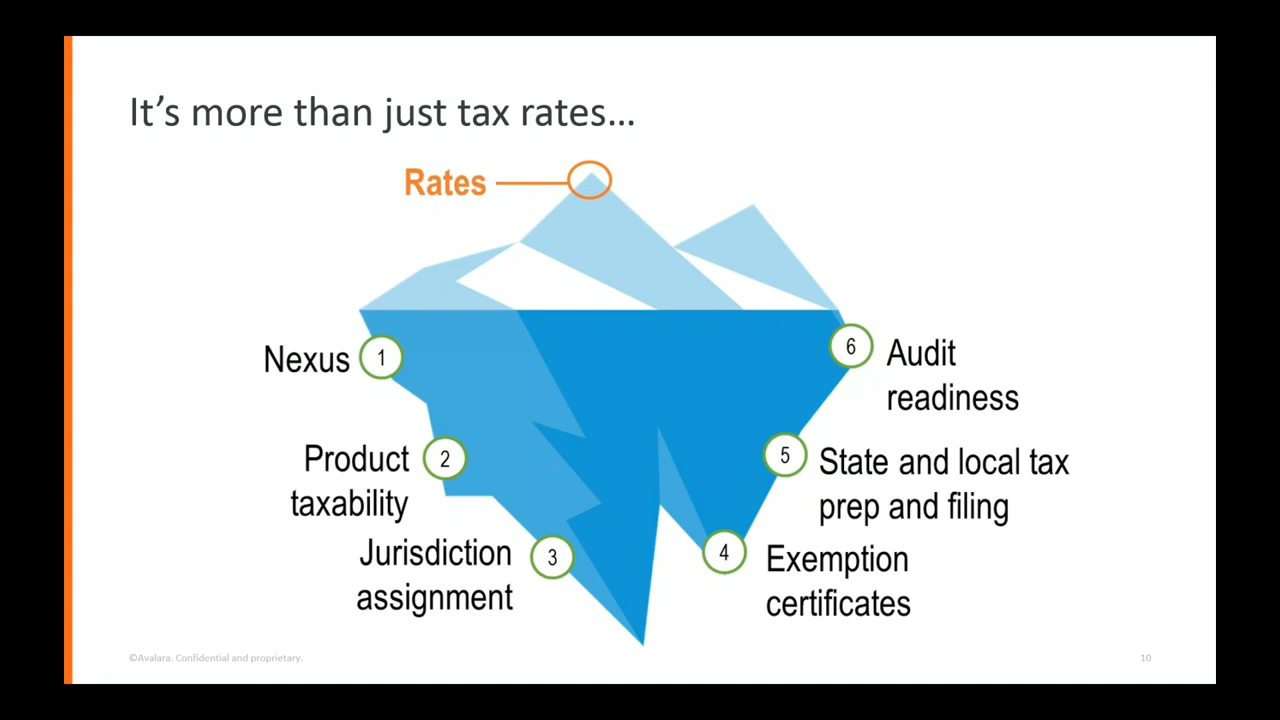 It’s more than just tax rates…
Rates
Nexus
1
Product
taxability
2
Jurisdiction
assignment
3
4
Exemption
certificates
5
State and local tax
prep and filing
6
Audit
readiness
©Avalara. Confidential and proprietary.
10